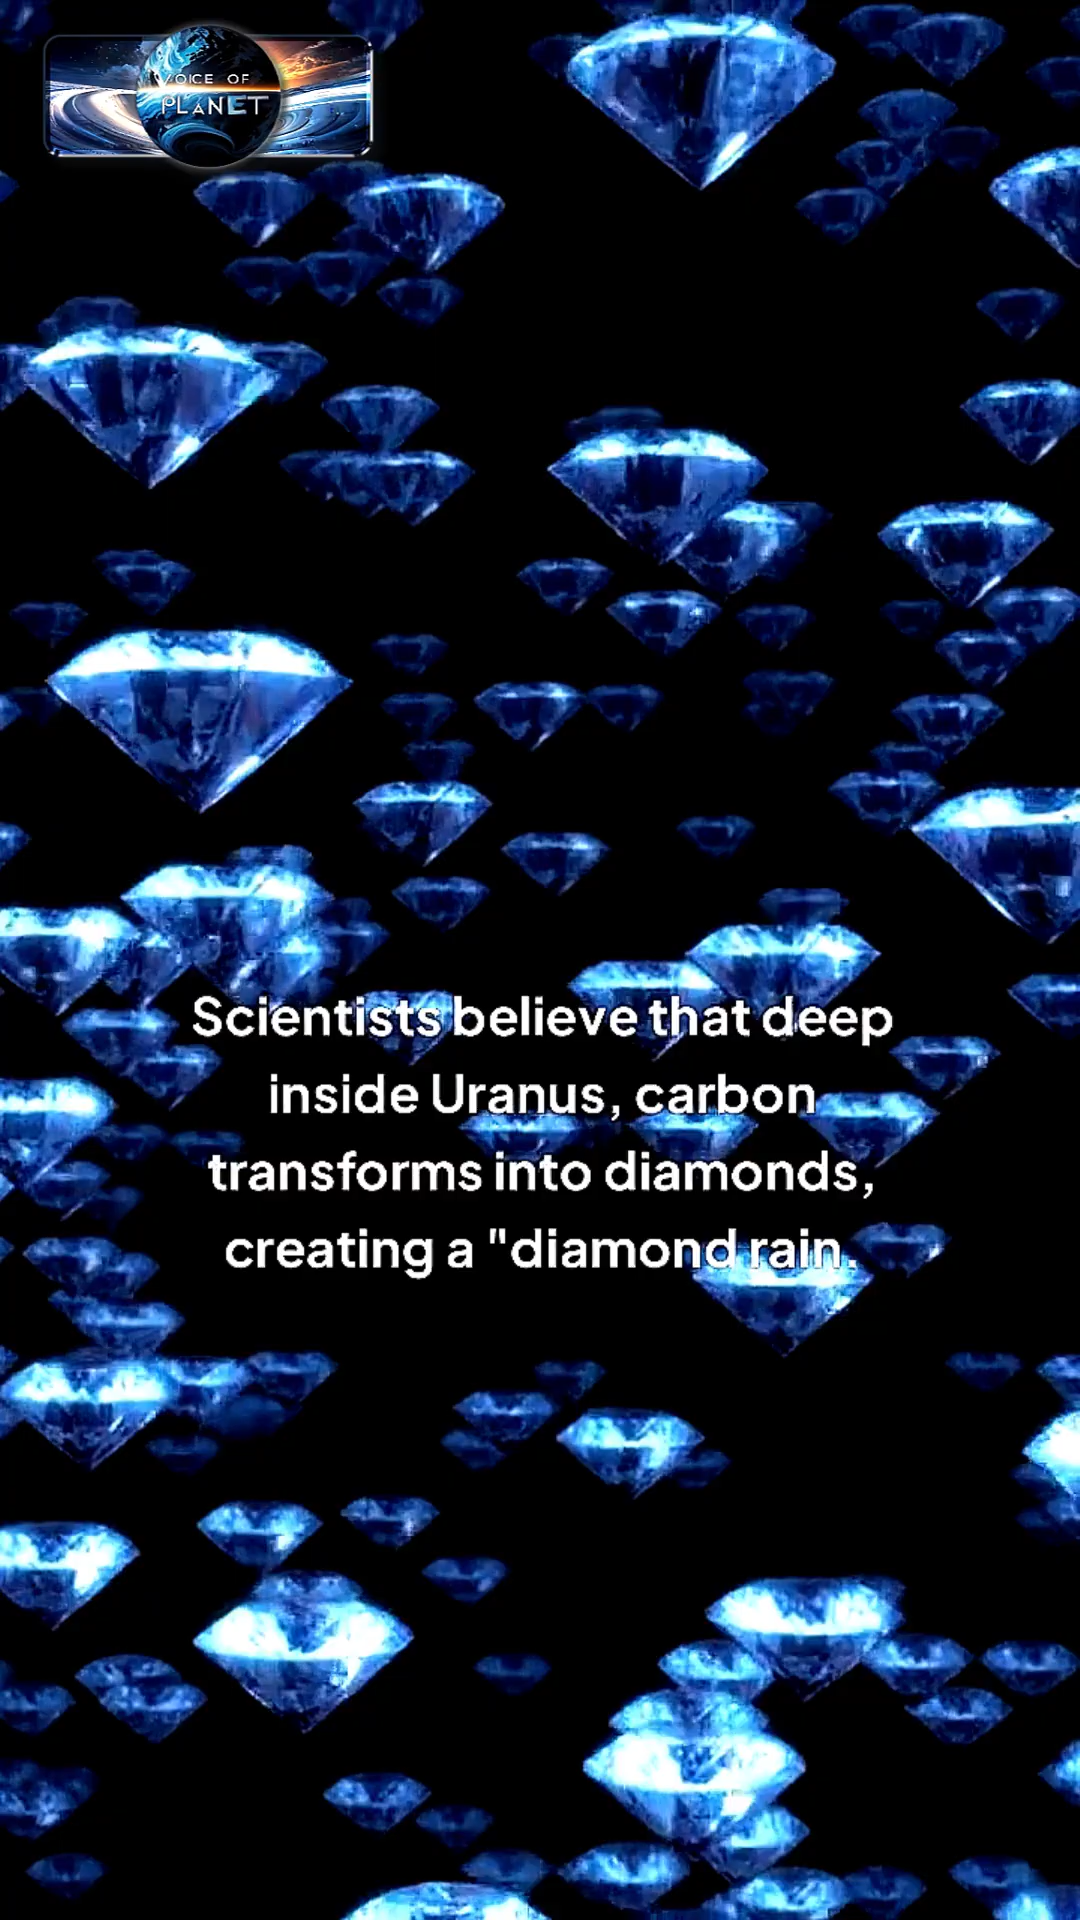 VOICE OF
PLANET
Scientists believe that deep
inside Uranus, carbon
transforms into diamonds,
creating a "diamond rain.